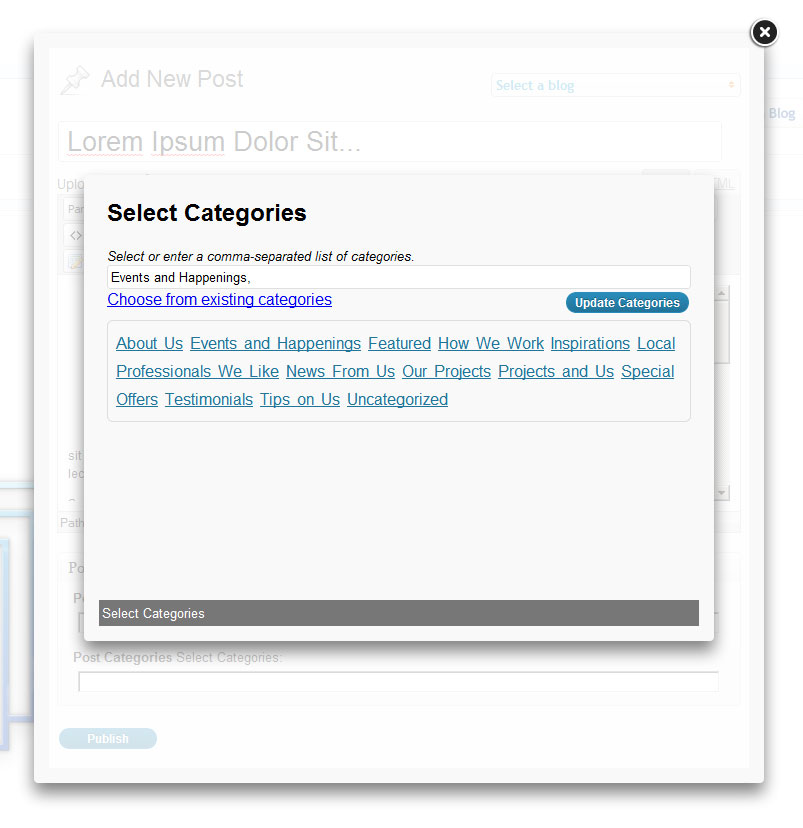 Add New Post
Select a blog
Blog
Lorem Ipsum Dolor Sit...
Select Categories
Select or enter a comma-separated list of categories.
Events and Happenings,
Choose from existing categories
Update Categories
About Us Events and Happenings Featured How We Work Inspirations Local
Professionals We Like News From Us Our Projects Projects and Us Special
Offers Testimonials Tips on Us Uncategorized
sit
Path
Select Categories
Post Categories Select Categories:
Publish